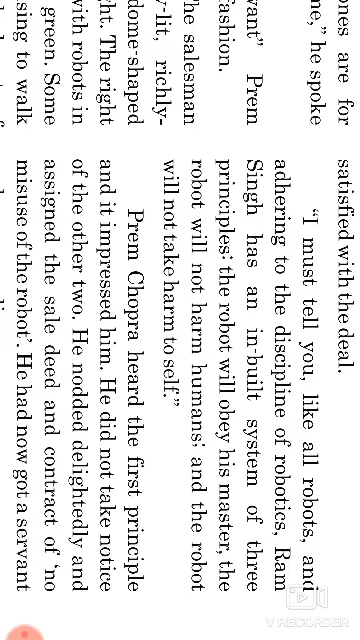 ones are for
me,” he spoke
vant” Prem
ashion.
he salesman
y-lit, richly-
dome-shaped
ht. The right
with robots in
green. Some
sing to walk
satisfied with the deal.
“I must tell you, like all robots, and
adhering to the discipline of robotics, Ram
Singh has an in-built system of three
principles: the robot will obey his master, the
robot will not harm humans; and the robot
will not take harm to self.”
Prem Chopra heard the first principle
and it impressed him. He did not take notice
of the other two. He nodded delightedly and
assigned the sale deed and contract of ‘no
misuse of the robot’. He had now got a servant
V RECORDER